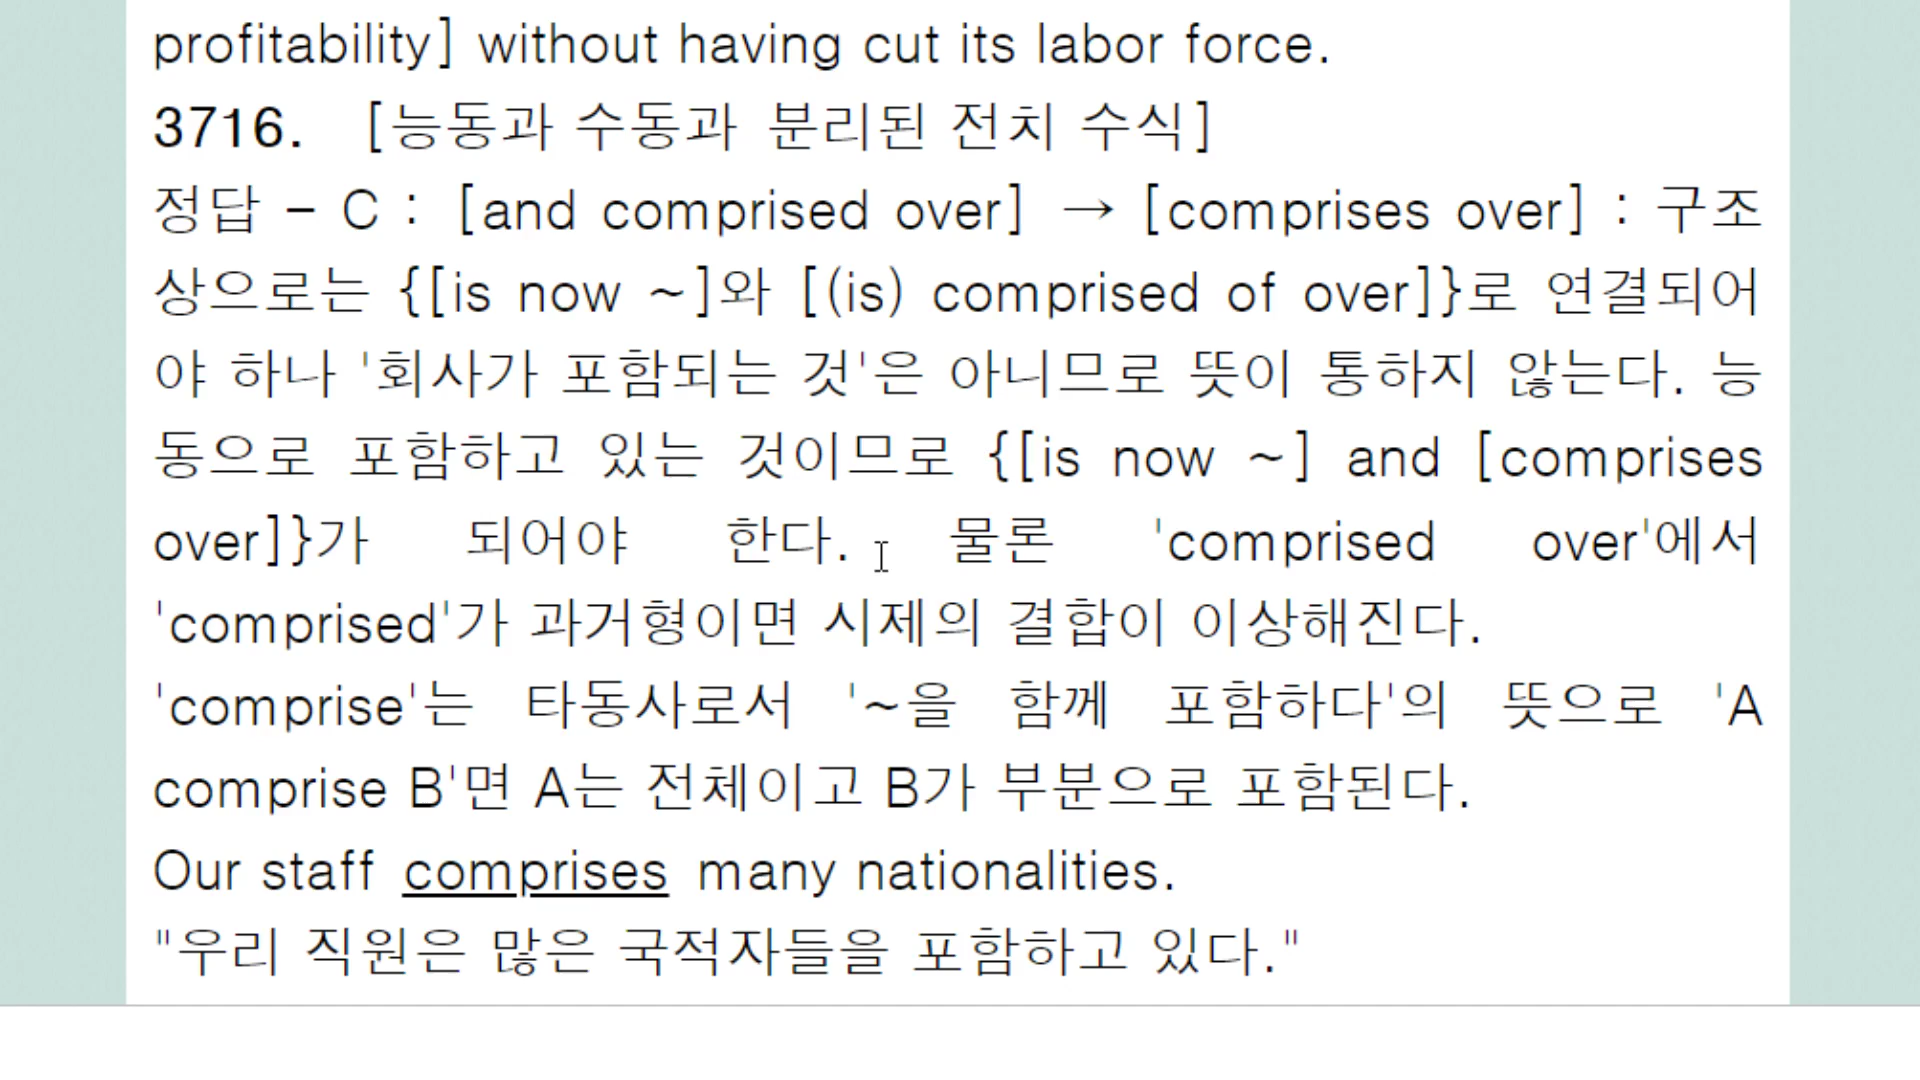 profitability] without having cut its labor force.
3716. [능동과 수동과 분리된 전치 수식]
정답 – C : [and comprised over] → [comprises over] : 구조
상으로는 {[is now ~]와 [(is) comprised of over]}로 연결되어
야 하나 '회사가 포함되는 것'은 아니므로 뜻이 통하지 않는다. 능
동으로 포함하고 있는 것이므로 {[is now ~] and [comprises
over]}가 되어야 한다. 물론 'comprised over'에서
'comprised'가 과거형이면 시제의 결합이 이상해진다.
'comprise'는 타동사로서 '~을 함께 포함하다'의 뜻으로 'A
comprise B'면 A는 전체이고 B가 부분으로 포함된다.
Our staff comprises many nationalities.
"우리 직원은 많은 국적자들을 포함하고 있다."